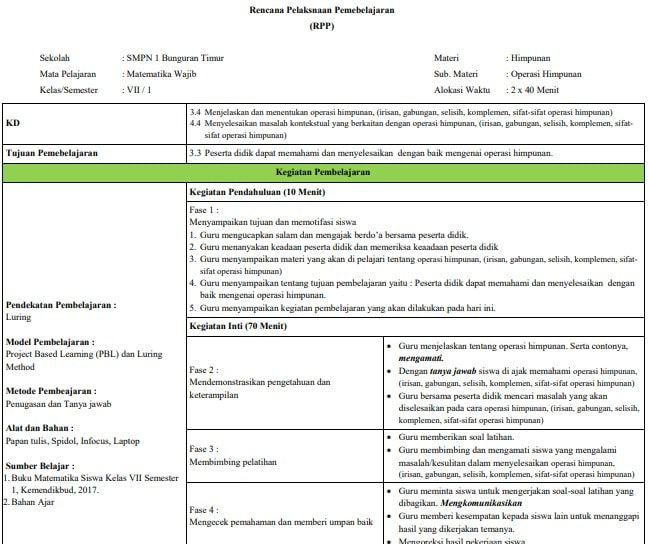 Rencana Pelaksnaan Pemebelajaran
(RPP)
Sekolah : SMPN 1 Bunguran Timur
Mata Pelajaran : Matematika Wajib
Kelas/Semester : VII / 1
Materi : Himpunan
Sub. Materi : Operasi Himpunan
Alokasi Waktu : 2 x 40 Menit
KD
3.4 Menjelaskan dan menentukan operasi himpunan, (irisan, gabungan, selisih, komplemen, sifat-sifat operasi himpunan)
4.4 Menyelesaikan masalah kontekstual yang berkaitan dengan operasi himpunan, (irisan, gabungan, selisih, komplemen, sifat-
sifat operasi himpunan)
Tujuan Pemebelajaran
3.3 Peserta didik dapat memahami dan menyelesaikan dengan baik mengenai operasi himpunan.
Kegiatan Pembelajaran
Pendekatan Pembelajaran :
Luring
Model Pembelajaran :
Project Based Learning (PBL) dan Luring
Method
Metode Pembeajaran :
Penugasan dan Tanya jawab
Alat dan Bahan :
Papan tulis, Spidol, Infocus, Laptop
Sumber Belajar :
1. Buku Matematika Siswa Kelas VII Semester
1, Kemendikbud, 2017.
2. Bahan Ajar
Kegiatan Pendahuluan (10 Menit)
Fase 1 :
Menyampaikan tujuan dan memotifasi siswa
1. Guru mengucapkan salam dan mengajak berdo'a bersama peserta didik.
2. Guru menanyakan keadaan peserta didik dan memeriksa keaadaan peserta didik
3. Guru menyampaikan materi yang akan di pelajari tentang operasi himpunan, (irisan, gabungan, selisih, komplemen, sifat-
sifat operasi himpunan)
4. Guru menyampaikan tentang tujuan pembelajaran yaitu : Peserta didik dapat memahami dan menyelesaikan dengan
baik mengenai operasi himpunan.
5. Guru menyampaikan kegiatan pembelajaran yang akan dilakukan pada hari ini.
Kegiatan Inti (70 Menit)
Fase 2 :
Mendemonstrasikan pengetahuan dan
keterampilan
• Guru menjelaskan tentang operasi himpunan. Serta contonya,
mengamati.
• Dengan tanya jawab siswa di ajak memahami operasi himpunan,
(irisan, gabungan, selisih, komplemen, sifat-sifat operasi himpunan)
• Guru bersama peserta didik mencari masalah yang akan
diselesaikan pada cara operasi himpunan, (irisan, gabungan, selisih,
komplemen, sifat-sifat operasi himpunan)
Fase 3 :
Membimbing pelatihan
• Guru memberikan soal latihan.
• Guru membimbing dan mengamati siswa yang mengalami
masalah/kesulitan dalam menyelesaikan operasi himpunan,
(irisan, gabungan, selisih, komplemen, sifat-sifat operasi himpunan)
Fase 4 :
Mengecek pemahaman dan memberi umpan baik
• Guru meminta siswa untuk mengerjakan soal-soal latihan yang
dibagikan. Mengkomunikasikan
• Guru memberi kesempatan kepada siswa lain untuk menanggapi
hasil yang dikerjakan temanya.
• Mengoreksi hasil pekerjaan siswa